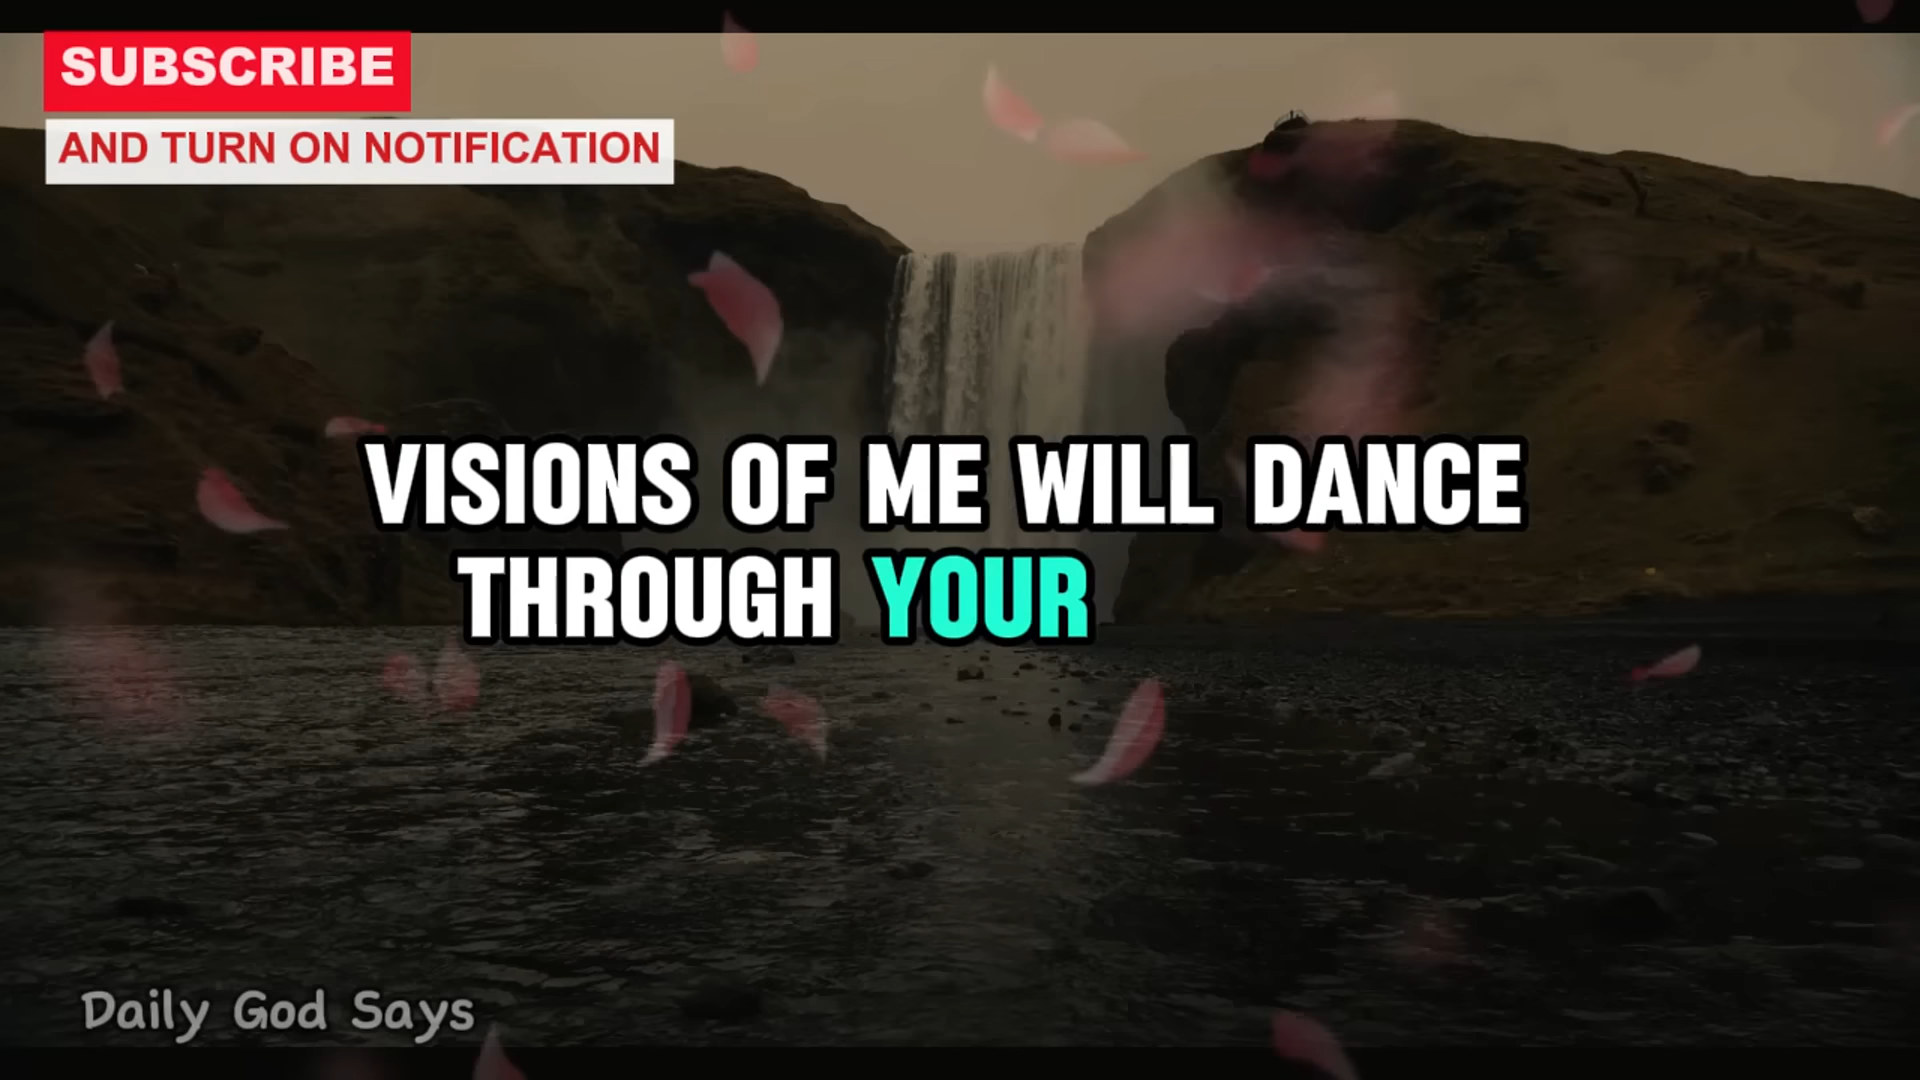 SUBSCRIBE
AND TURN ON NOTIFICATION
VISIONS OF ME WILL DANCE
THROUGH YOUR
Daily God Says